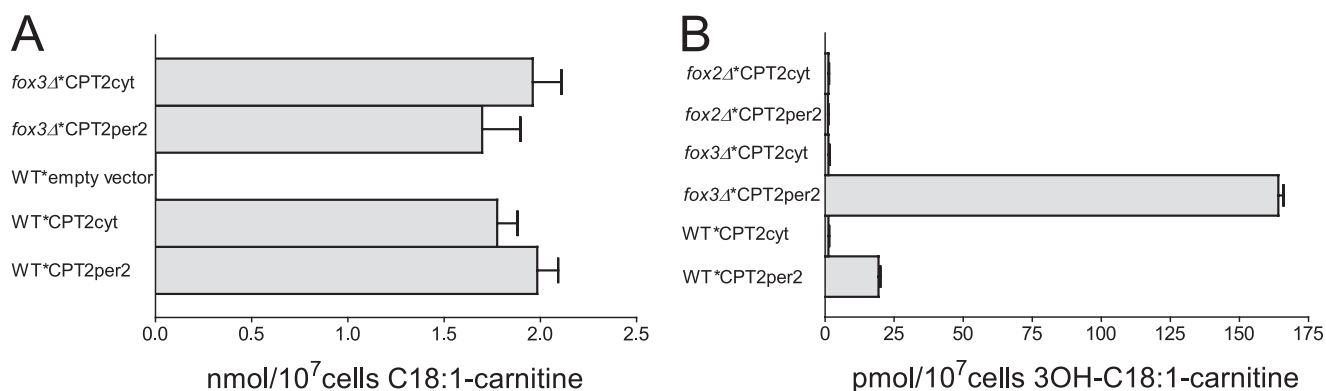 A
fox3Δ*CPT2cyt
fox3Δ*CPT2per2
WT*empty vector
WT*CPT2cyt
WT*CPT2per2
0.0 0.5 1.0 1.5 2.0 2.5
nmol/10⁷cells C18:1-carnitine
B
fox2Δ*CPT2cyt
fox2Δ*CPT2per2
fox3Δ*CPT2cyt
fox3Δ*CPT2per2
WT*CPT2cyt
WT*CPT2per2
0 25 50 75 100 125 150 175
pmol/10⁷cells 3OH-C18:1-carnitine